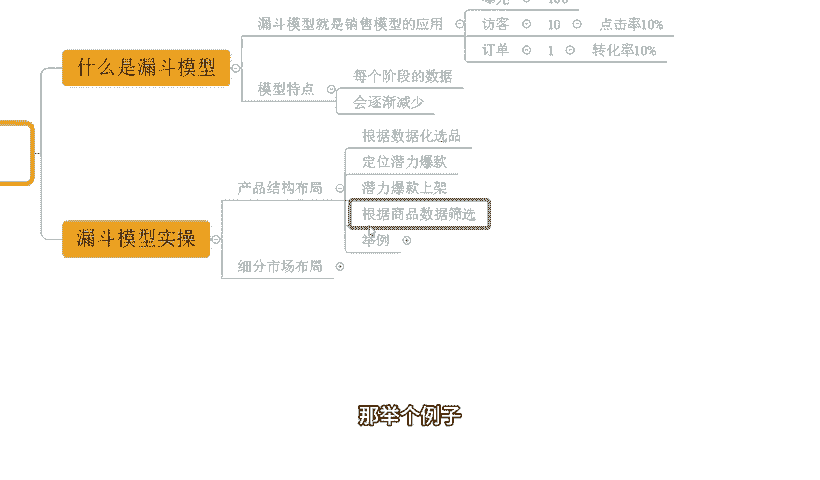 漏斗模型就是销售模型的应用
访客 10 点击率10%
订单 1 转化率10%
什么是漏斗模型
每个阶段的数据
模型特点
会逐渐减少
根据数据化选品
定位潜力爆款
产品结构布局
潜力爆款上架
根据商品数据筛选
漏斗模型实操
举例
细分市场布局
那举个例子